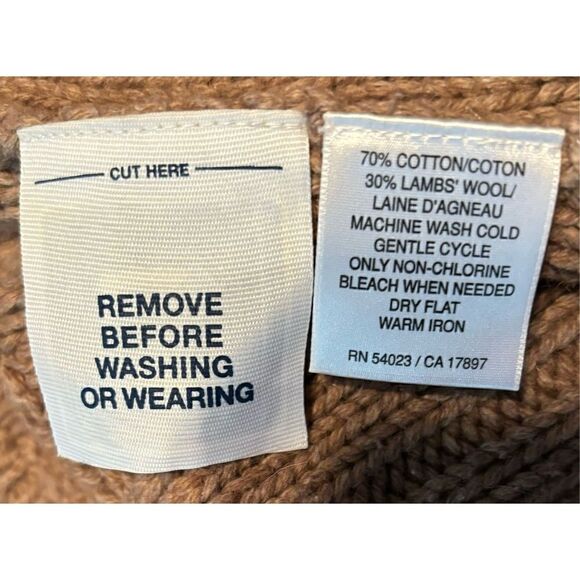 CUT HERE
REMOVE
BEFORE
WASHING
OR WEARING
70% COTTON/COTON
30% LAMBS' WOOL/
LAINE D'AGNEAU
MACHINE WASH COLD
GENTLE CYCLE
ONLY NON-CHLORINE
BLEACH WHEN NEEDED
DRY FLAT
WARM IRON
RN 54023 / CA 17897